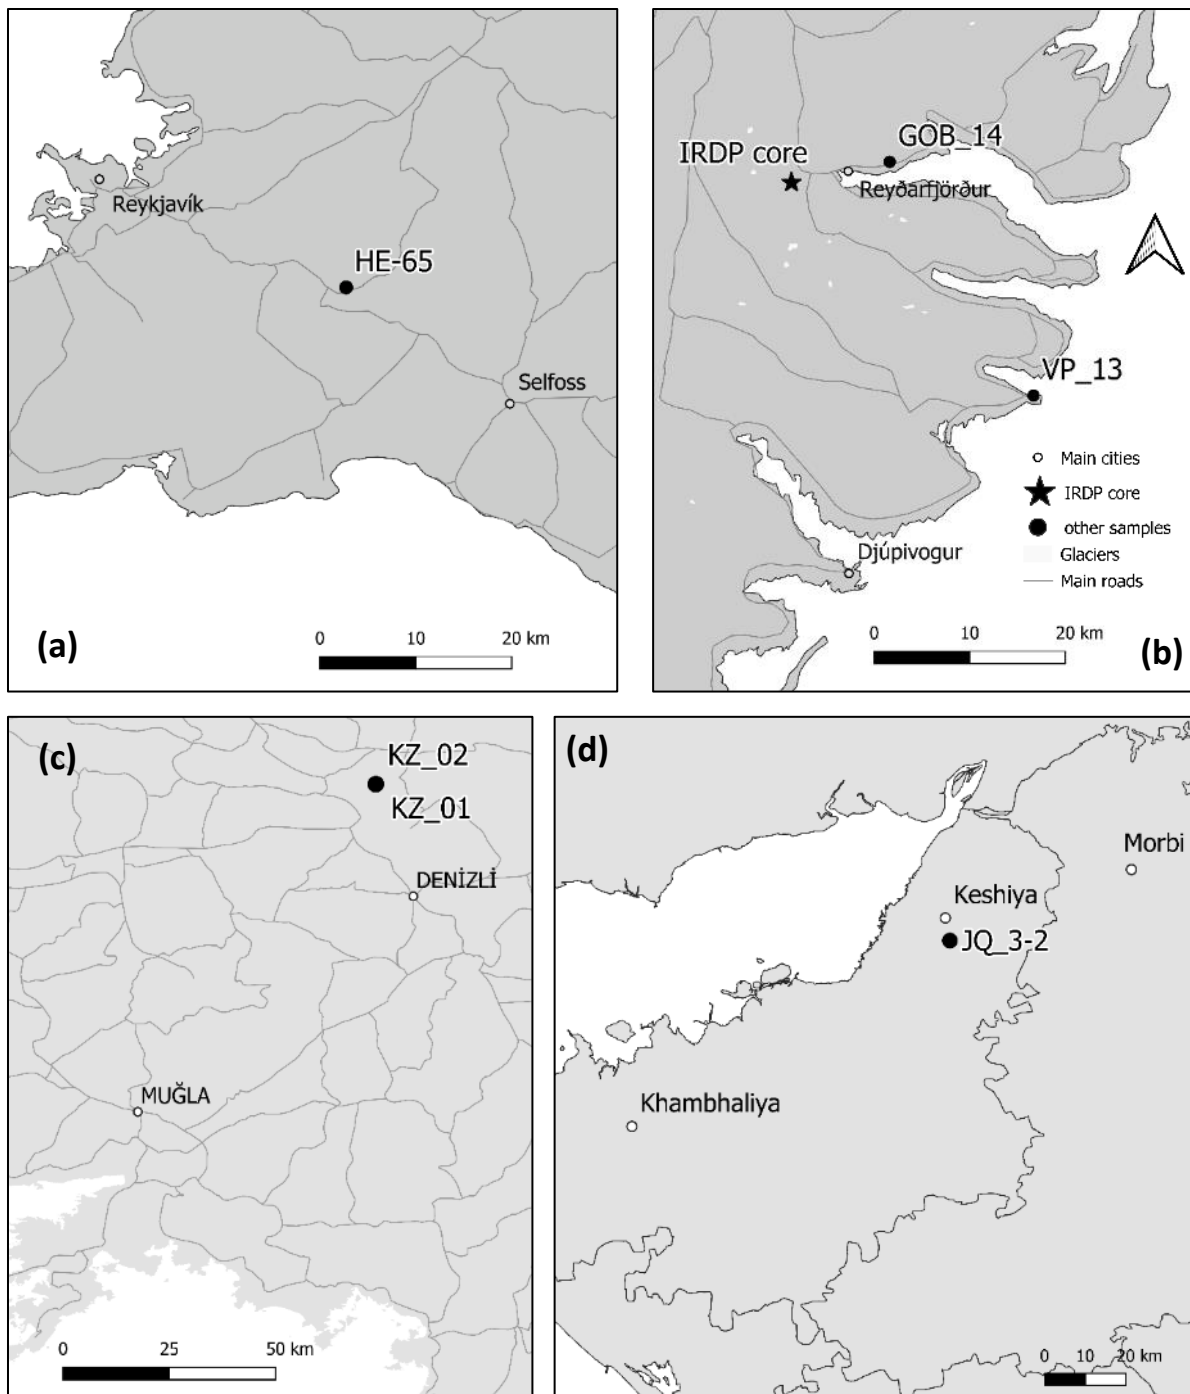 Reykjavík
HE-65
Selfoss
0 10 20 km
(a)
GOB_14
IRDP core
Reyðarfjörður
VP_13
Main cities
IRDP core
other samples
Glaciers
Main roads
Djúpivogur
0 10 20 km
(b)
(c)
KZ_02
KZ_01
DENİZLİ
MUĞLA
0 25 50 km
(d)
Morbi
Keshiya
JQ_3-2
Khambhaliya
0 10 20 km